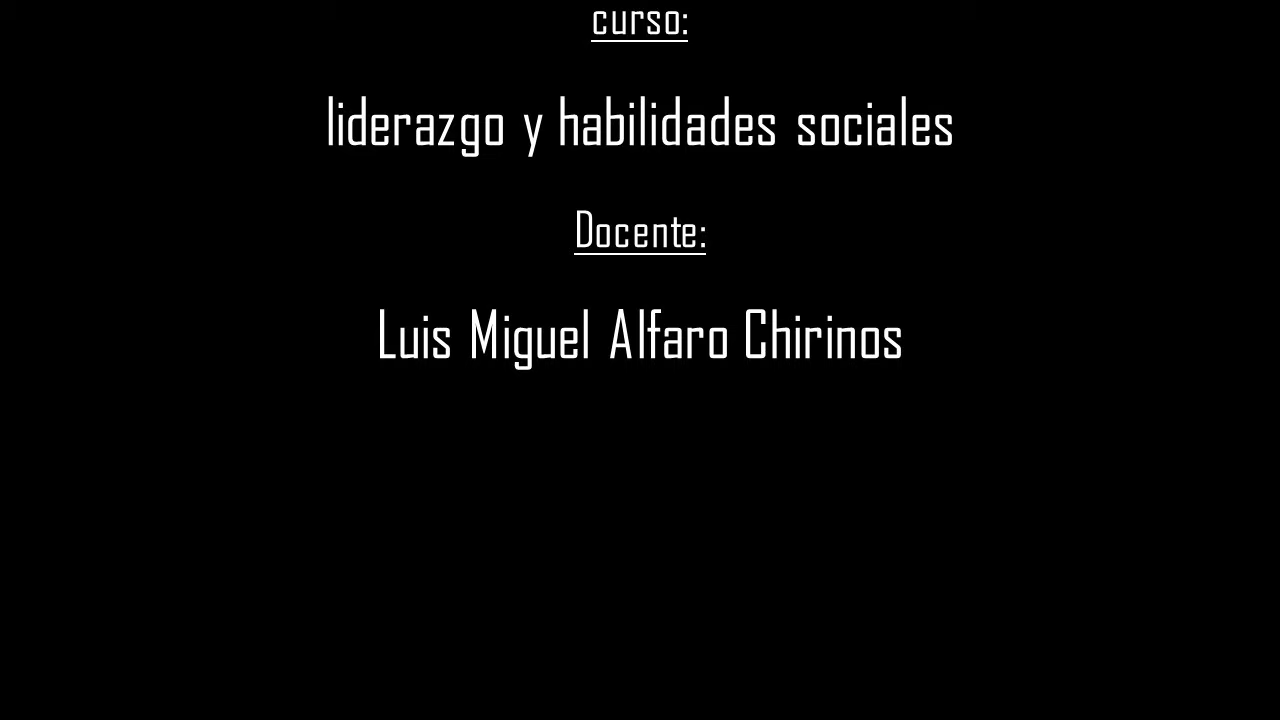 curso:
liderazgo y habilidades sociales
Docente:
Luis Miguel Alfaro Chirinos